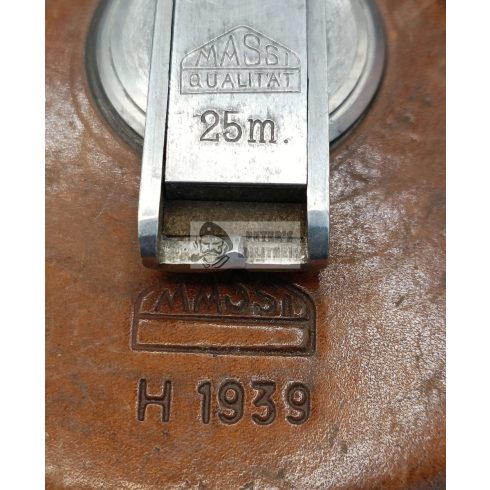 MASSI
QUALITÄT
25m.
MASSI
H 1939